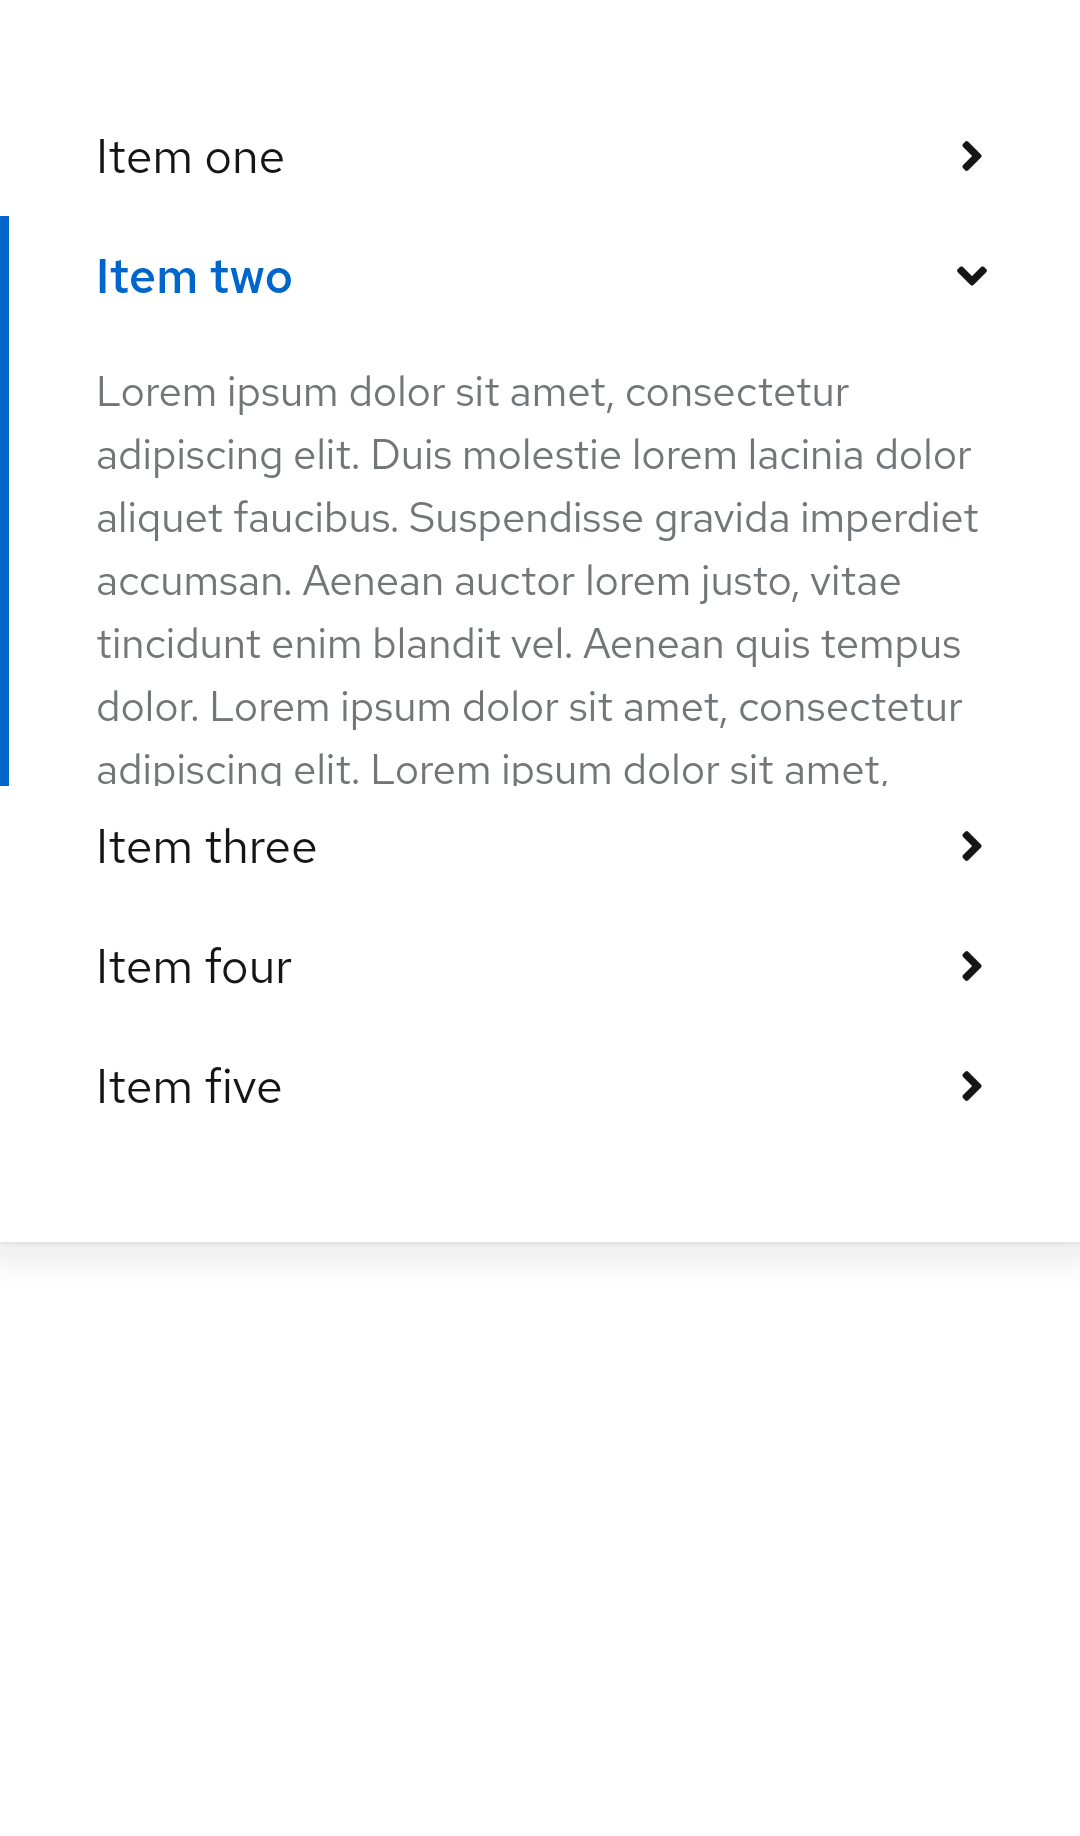 Item one
Item two
Lorem ipsum dolor sit amet, consectetur
adipiscing elit. Duis molestie lorem lacinia dolor
aliquet faucibus. Suspendisse gravida imperdiet
accumsan. Aenean auctor lorem justo, vitae
tincidunt enim blandit vel. Aenean quis tempus
dolor. Lorem ipsum dolor sit amet, consectetur
adipiscing elit. Lorem ipsum dolor sit amet,
Item three
Item four
Item five